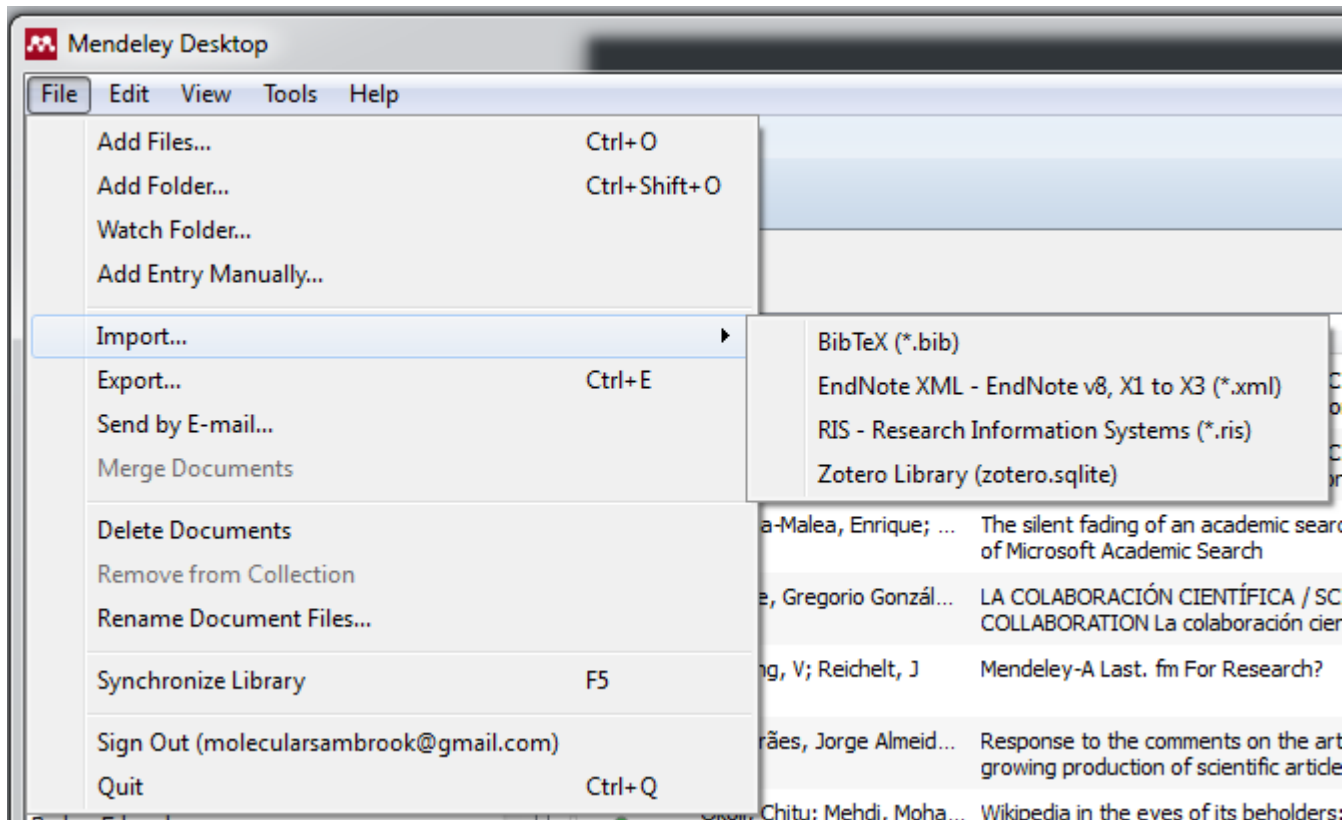 Mendeley Desktop
File Edit View Tools Help
Add Files... Ctrl+O
Add Folder... Ctrl+Shift+O
Watch Folder...
Add Entry Manually...
Import...
Export... Ctrl+E
Send by E-mail...
Merge Documents
Delete Documents
Remove from Collection
Rename Document Files...
Synchronize Library F5
Sign Out (molecularsambrook@gmail.com)
Quit Ctrl+Q
BibTeX (*.bib)
EndNote XML - EndNote v8, X1 to X3 (*.xml)
RIS - Research Information Systems (*.ris)
Zotero Library (zotero.sqlite)
a-Malea, Enrique; ... The silent fading of an academic searc
of Microsoft Academic Search
e, Gregorio Gonzál... LA COLABORACIÓN CIENTÍFICA / SC
COLLABORATION La colaboración cien
ng, V; Reichelt, J Mendeley-A Last. fm For Research?
rães, Jorge Almeid... Response to the comments on the art
growing production of scientific article
Chitu; Mehdi, Moha... Wikipedia in the eyes of its beholders: